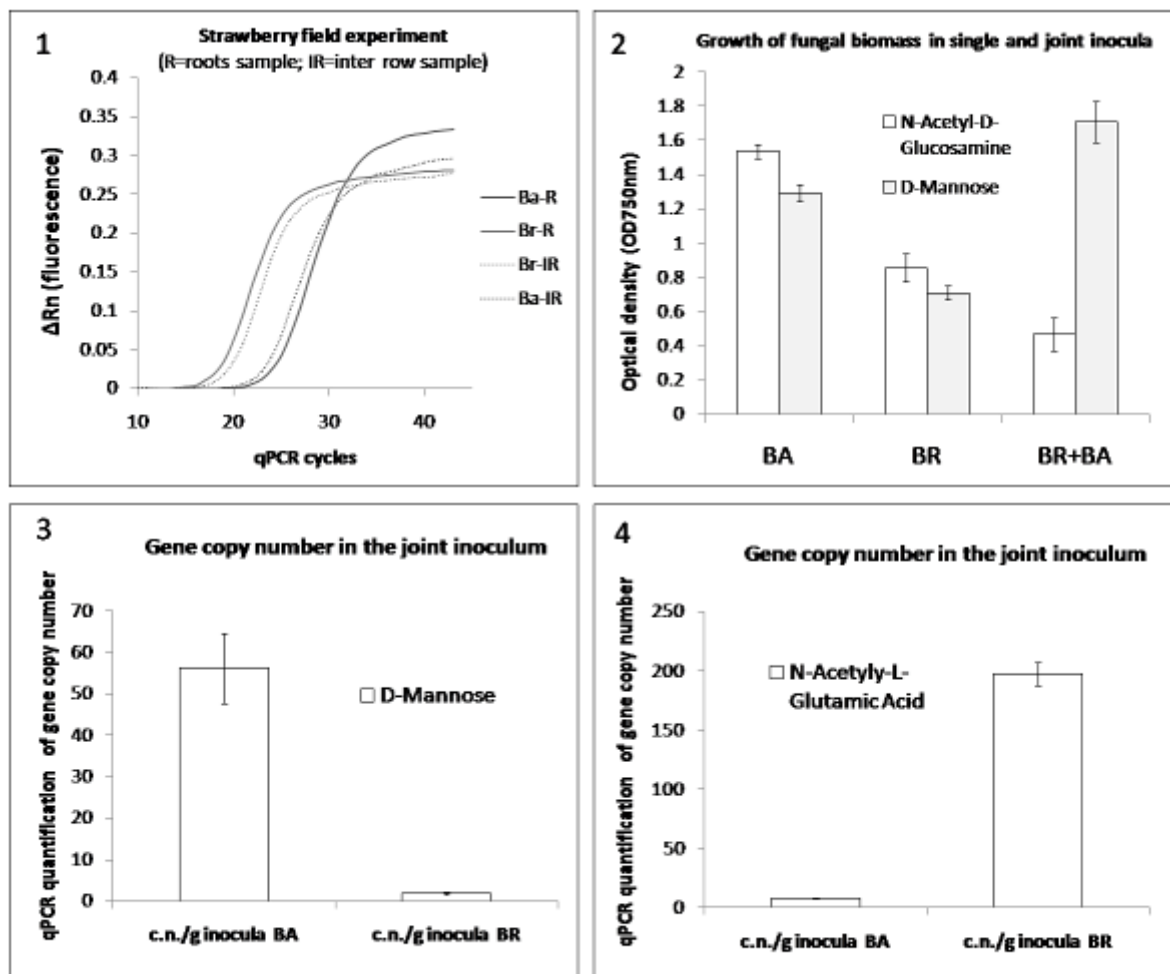 1
Strawberry field experiment
(R=roots sample; IR=inter row sample)
0.4
0.35
0.3
0.25
0.2
0.15
0.1
0.05
0
ΔRn (fluorescence)
10
20
30
40
qPCR cycles
Ba-R
Br-R
Br-IR
Ba-IR
2
Growth of fungal biomass in single and joint inocula
2
1.8
1.6
1.4
1.2
1
0.8
0.6
0.4
0.2
0
Optical density (OD750nm)
N-Acetyl-D-
Glucosamine
D-Mannose
BA
BR
BR+BA
3
Gene copy number in the joint inoculum
70
60
50
40
30
20
10
0
qPCR quantification of gene copy number
D-Mannose
c.n./g inocula BA
c.n./g inocula BR
4
Gene copy number in the joint inoculum
250
200
150
100
50
0
qPCR quantification of gene copy number
N-Acetyly-L-
Glutamic Acid
c.n./g inocula BA
c.n./g inocula BR